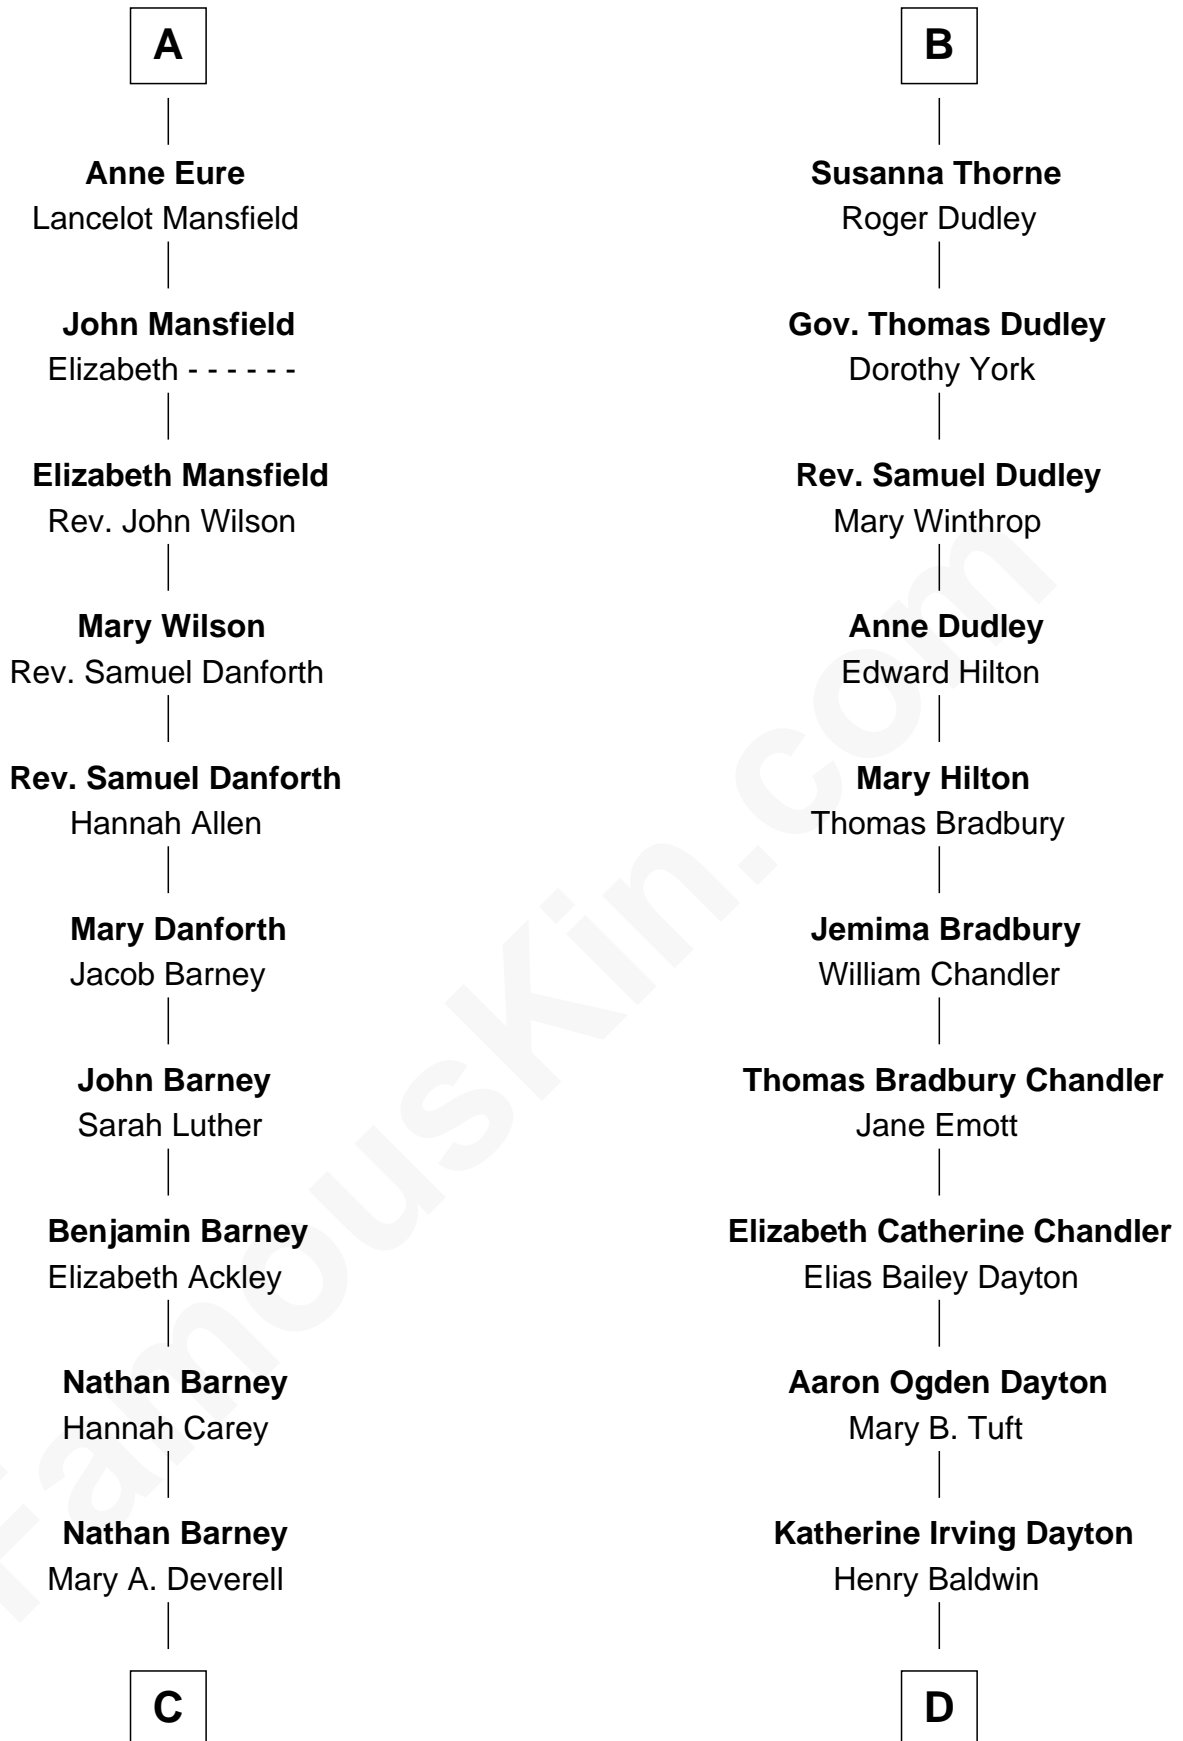 A
Anne Eure
Lancelot Mansfield
John Mansfield
Elizabeth - - - - - -
Elizabeth Mansfield
Rev. John Wilson
Mary Wilson
Rev. Samuel Danforth
Rev. Samuel Danforth
Hannah Allen
Mary Danforth
Jacob Barney
John Barney
Sarah Luther
Benjamin Barney
Elizabeth Ackley
Nathan Barney
Hannah Carey
Nathan Barney
Mary A. Deverell
C
B
Susanna Thorne
Roger Dudley
Gov. Thomas Dudley
Dorothy York
Rev. Samuel Dudley
Mary Winthrop
Anne Dudley
Edward Hilton
Mary Hilton
Thomas Bradbury
Jemima Bradbury
William Chandler
Thomas Bradbury Chandler
Jane Emott
Elizabeth Catherine Chandler
Elias Bailey Dayton
Aaron Ogden Dayton
Mary B. Tuft
Katherine Irving Dayton
Henry Baldwin
D
FamousKin.com